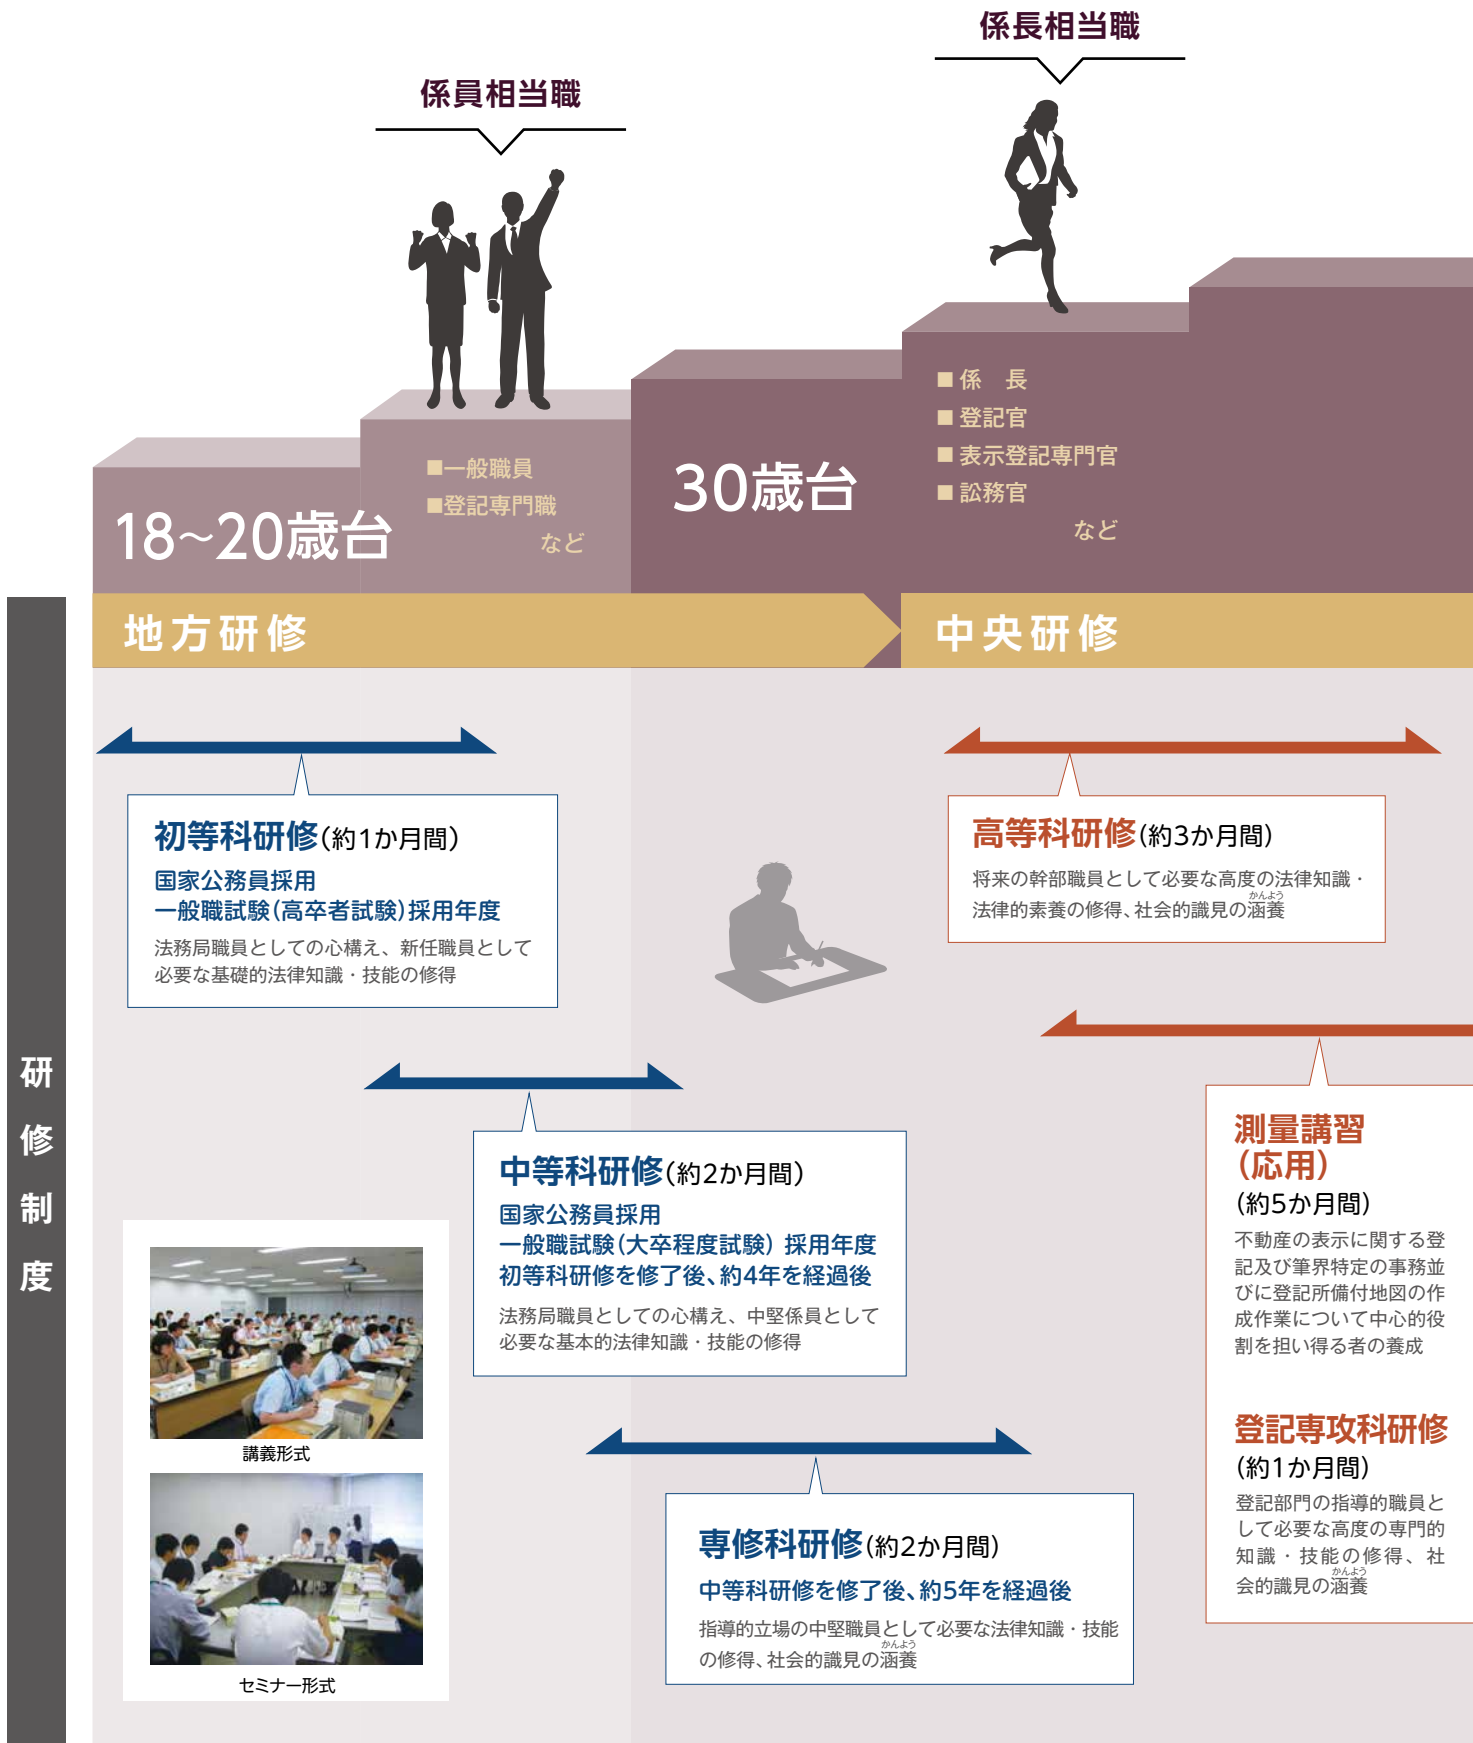 係長相当職
係員相当職
■ 係　長
■ 登記官
■ 表示登記専門官
■ 訟務官
など
30歳台
■一般職員
■登記専門職
など
18～20歳台
地方研修
中央研修
研修制度
初等科研修(約1か月間)
国家公務員採用
一般職試験(高卒者試験)採用年度
法務局職員としての心構え、新任職員として
必要な基礎的法律知識・技能の修得
高等科研修(約3か月間)
将来の幹部職員として必要な高度の法律知識・
かんよう
法律的素養の修得、社会的識見の涵養
中等科研修(約2か月間)
国家公務員採用
一般職試験(大卒程度試験) 採用年度
初等科研修を修了後、約4年を経過後
法務局職員としての心構え、中堅係員として
必要な基本的法律知識・技能の修得
測量講習
(応用)
(約5か月間)
不動産の表示に関する登
記及び筆界特定の事務並
びに登記所備付地図の作
成作業について中心的役
割を担い得る者の養成
登記専攻科研修
(約1か月間)
登記部門の指導的職員と
して必要な高度の専門的
知識・技能の修得、社
かんよう
会的識見の涵養
講義形式
セミナー形式
専修科研修(約2か月間)
中等科研修を修了後、約5年を経過後
指導的立場の中堅職員として必要な法律知識・技能
かんよう
の修得、社会的識見の涵養